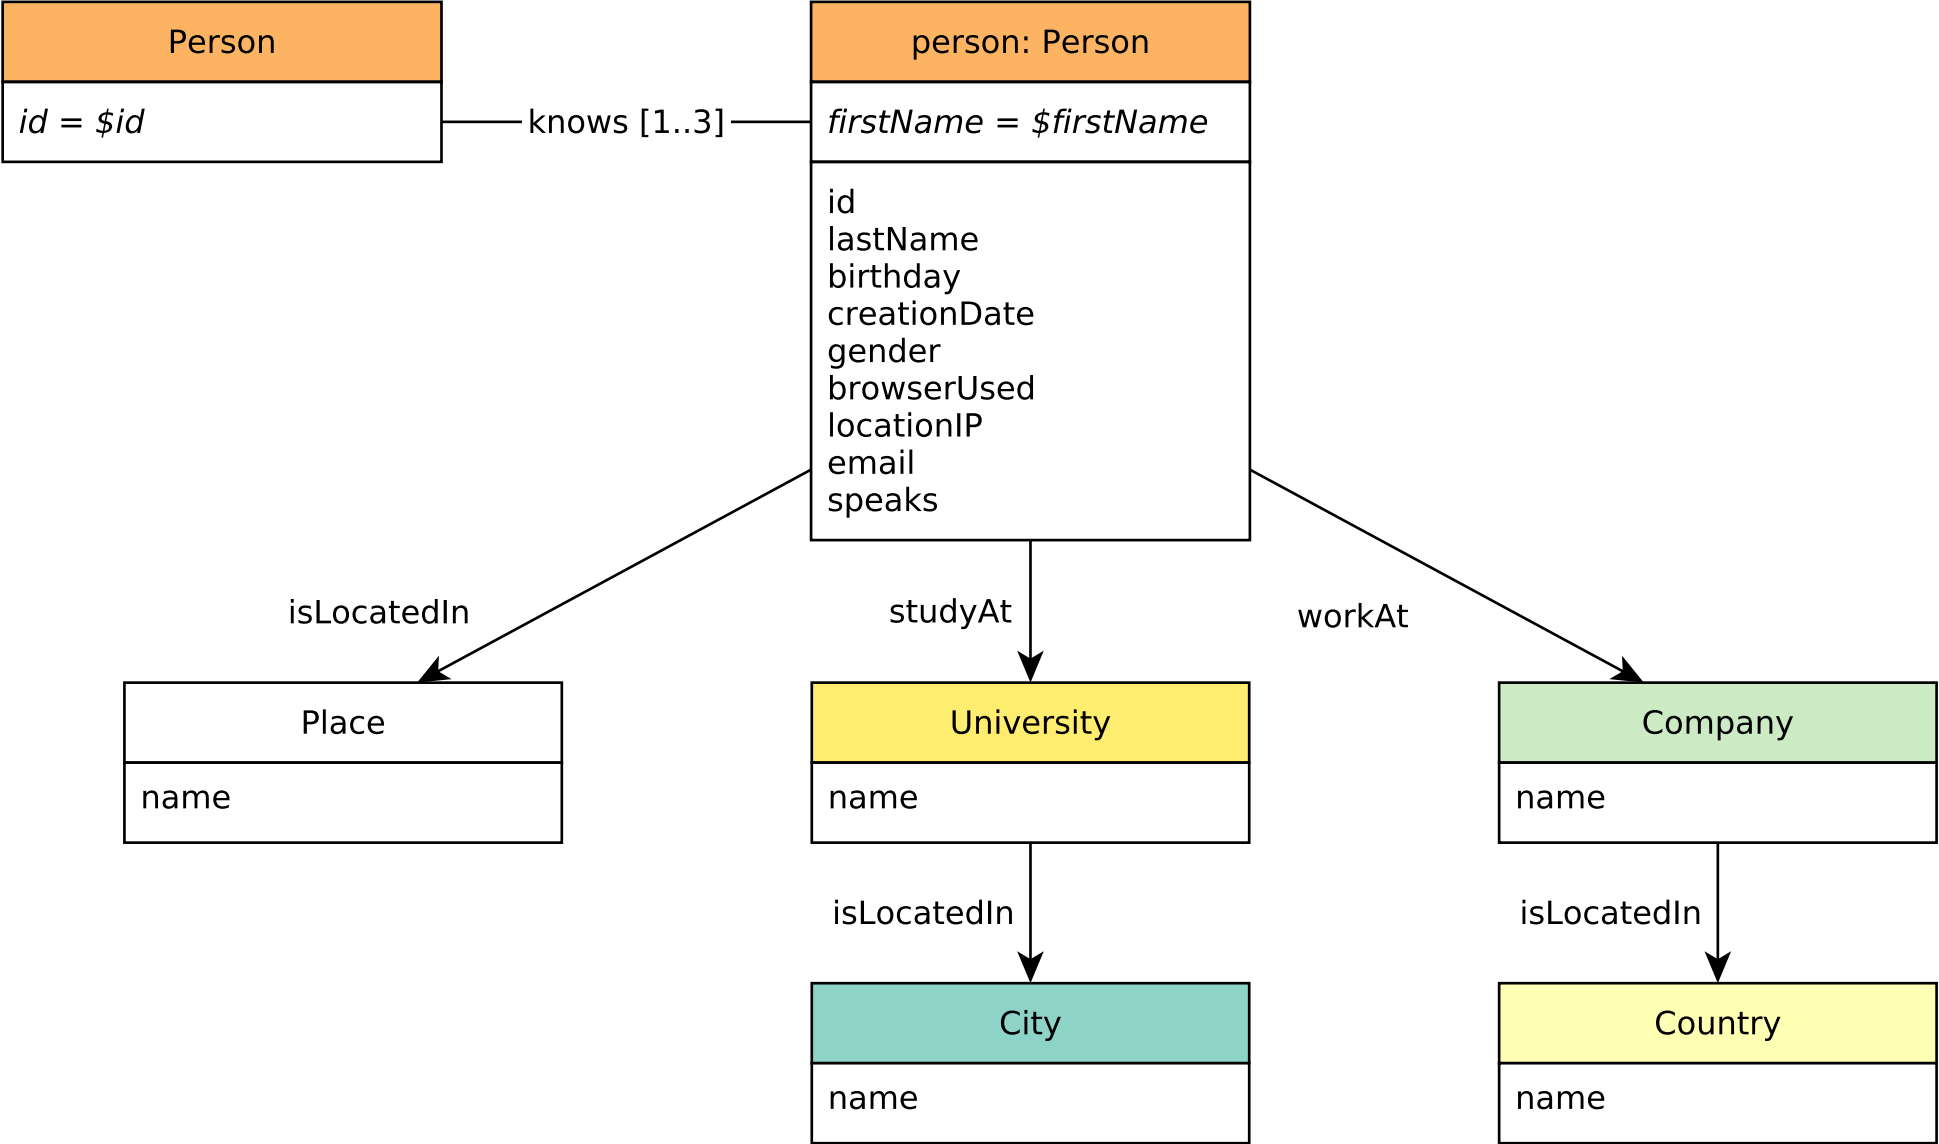 Person
id = $id
knows [1..3]
person: Person
firstName = $firstName
id
lastName
birthday
creationDate
gender
browserUsed
locationIP
email
speaks
isLocatedIn
studyAt
workAt
Place
name
University
name
Company
name
isLocatedIn
isLocatedIn
City
name
Country
name